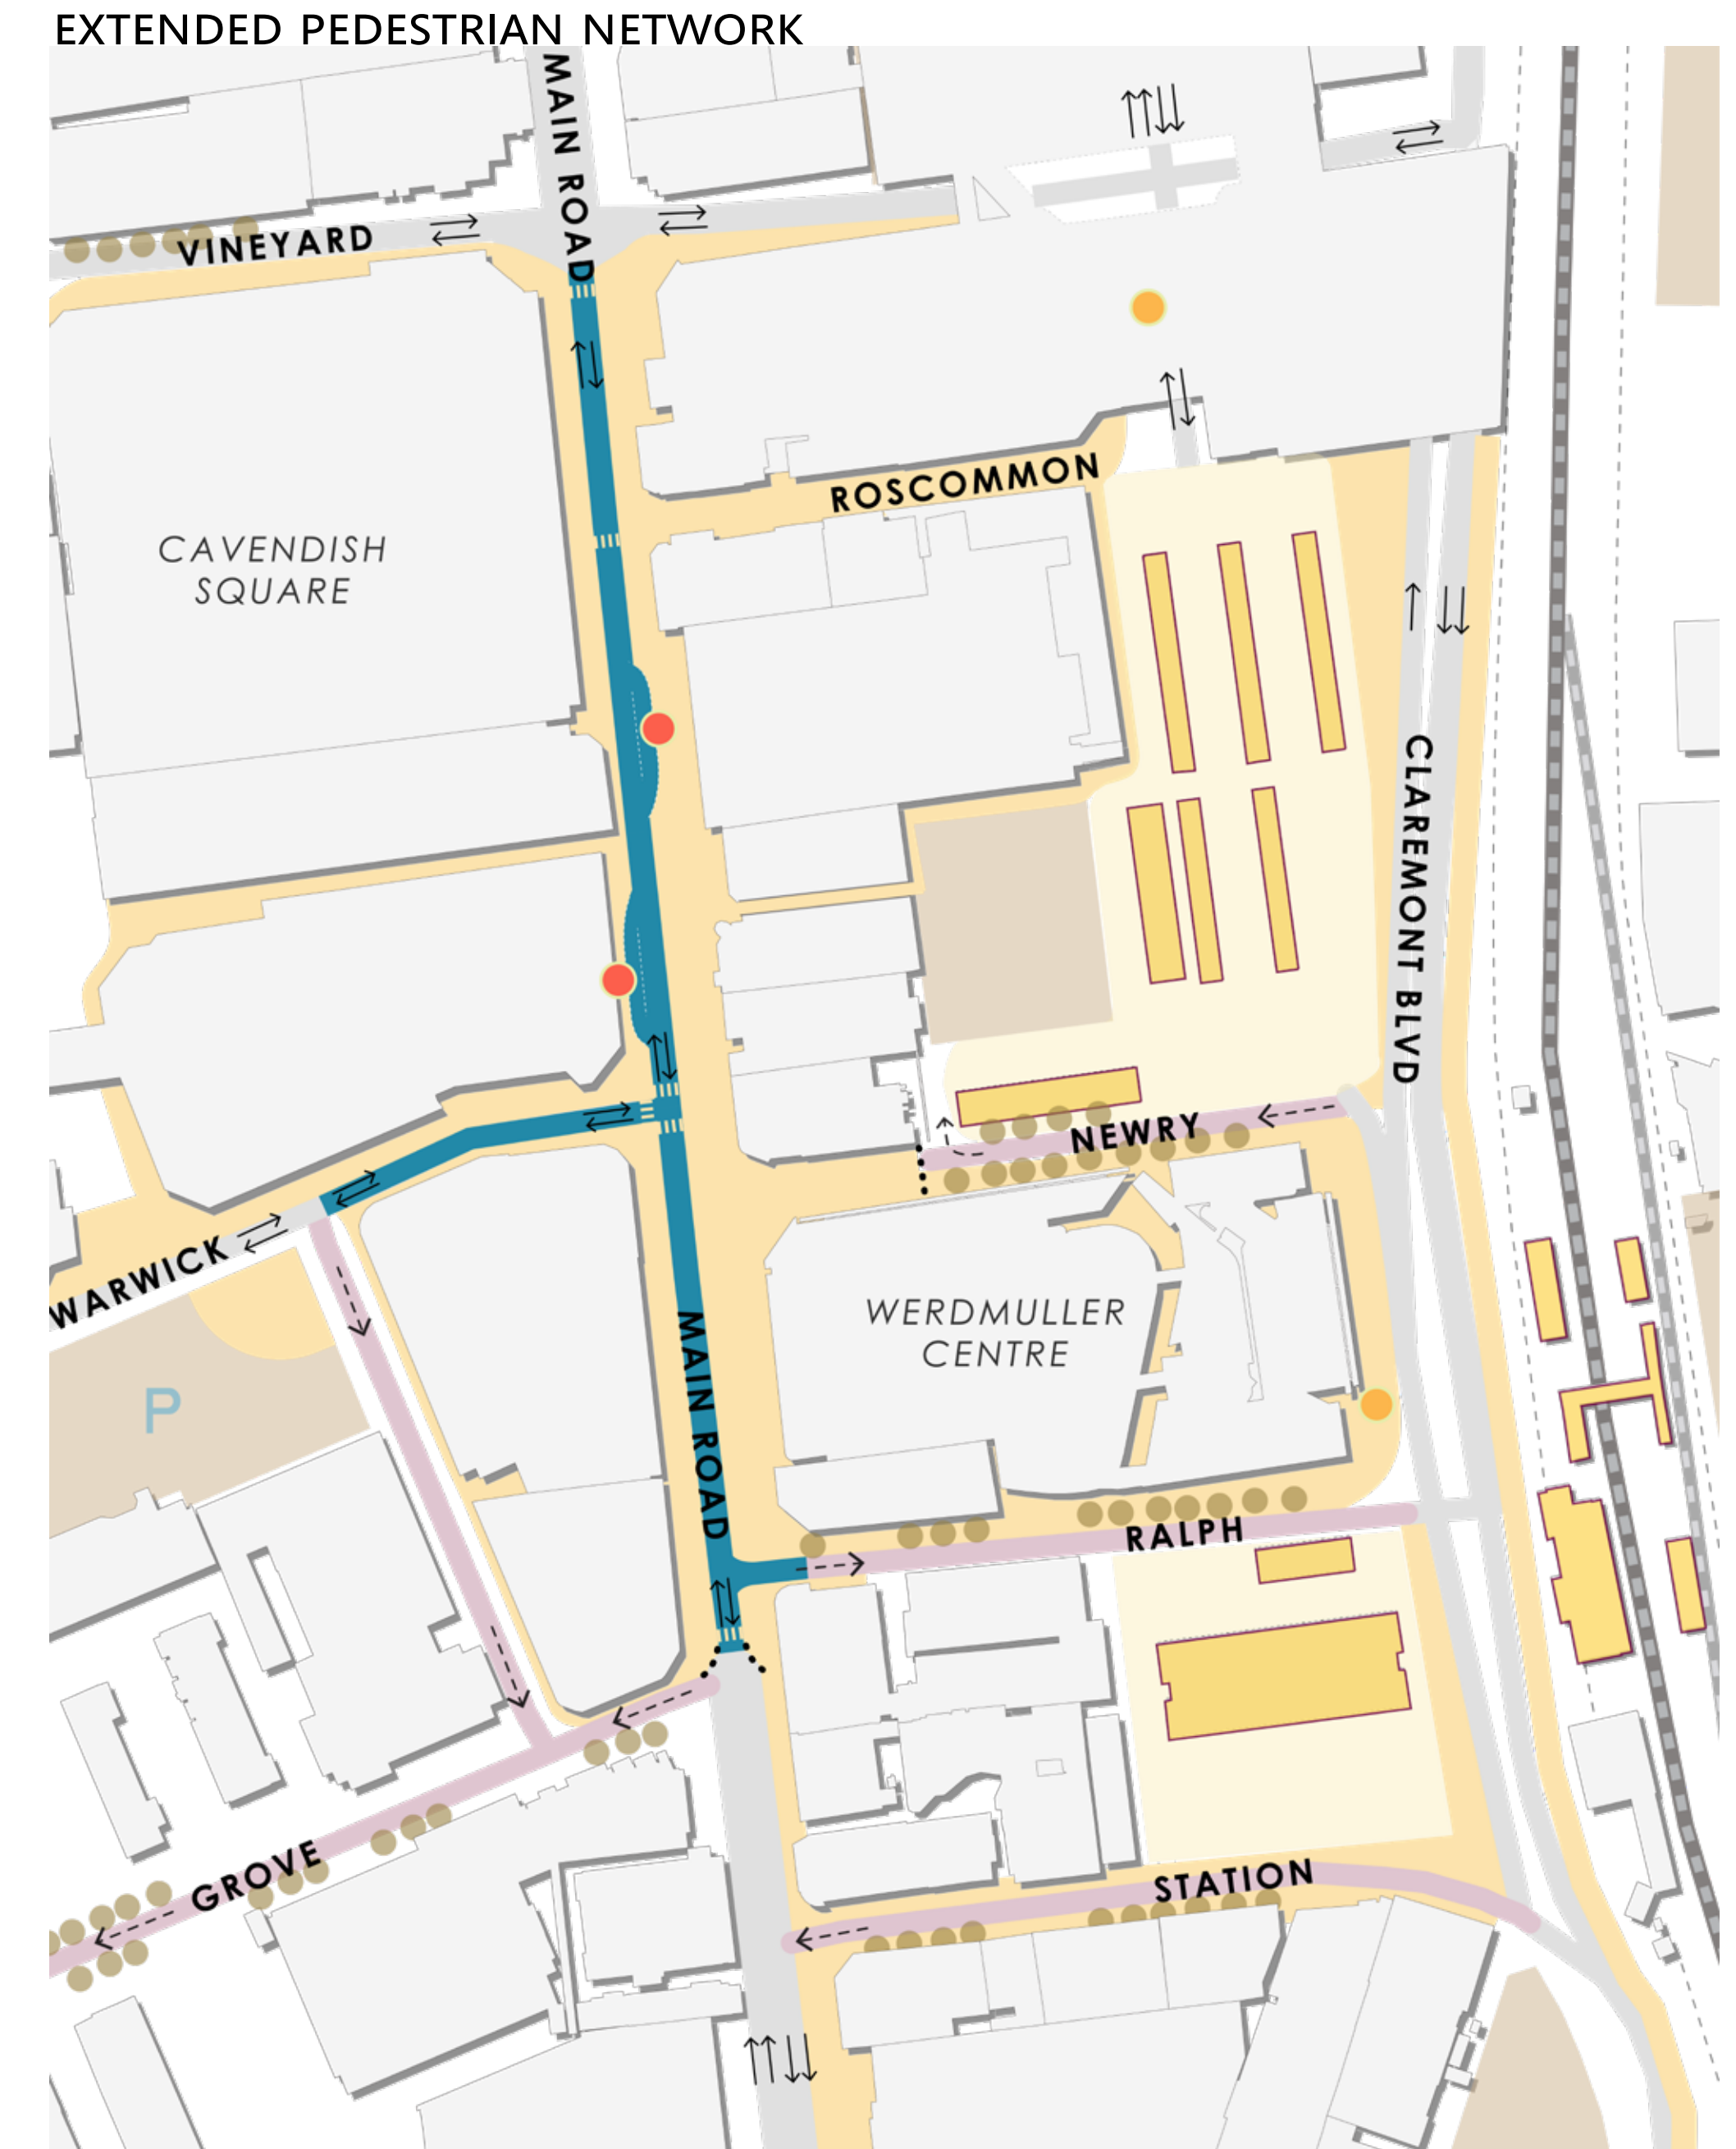 EXTENDED PEDESTRIAN NETWORK
MAIN ROAD
VINEYARD
ROSCOMMON
CAVENDISH
SQUARE
CLAREMONT BLVD
NEWRY
WARWICK
WERDMULLER
CENTRE
MAIN ROAD
P
RALPH
GROVE
STATION